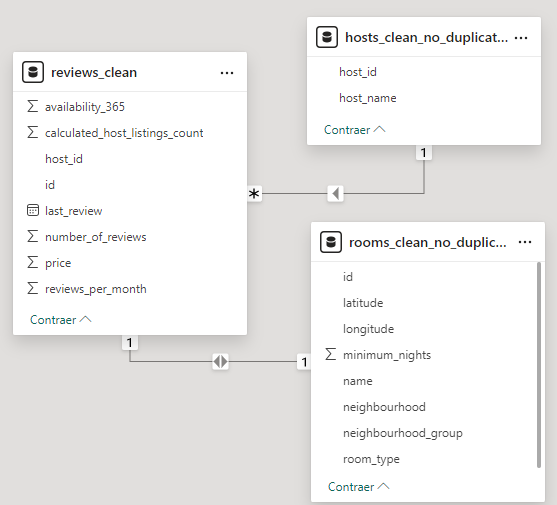 reviews_clean
availability_365
calculated_host_listings_count
host_id
id
last_review
number_of_reviews
price
reviews_per_month
Contraer
hosts_clean_no_duplicat...
host_id
host_name
Contraer
1
*
rooms_clean_no_duplic...
id
latitude
longitude
minimum_nights
name
neighbourhood
neighbourhood_group
room_type
Contraer
1
1